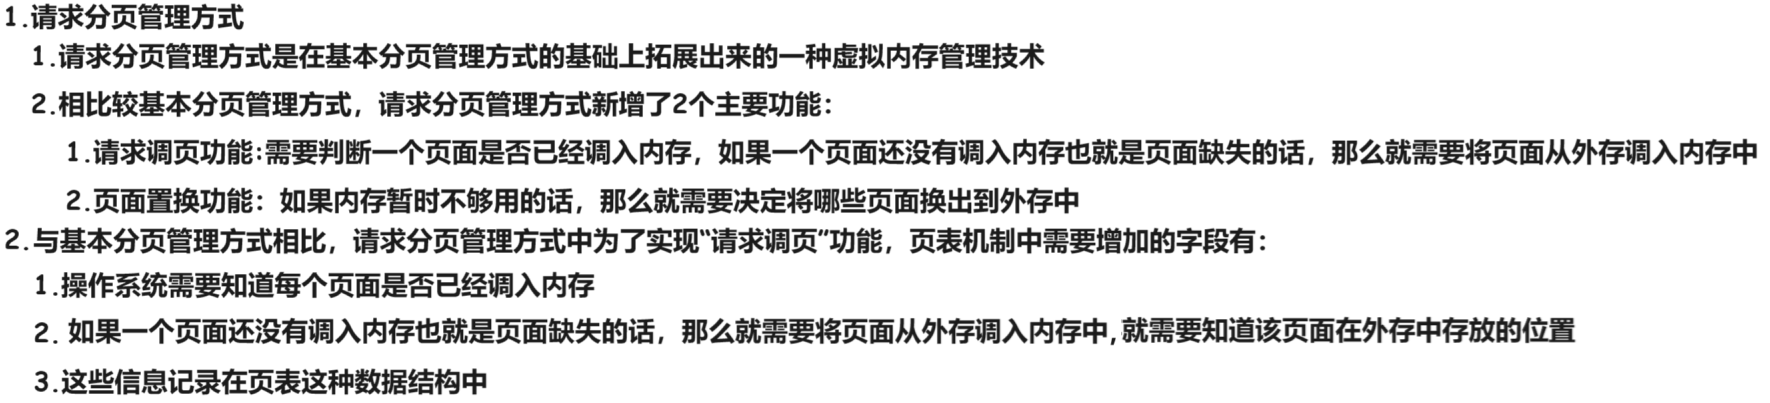 1.请求分页管理方式
1.请求分页管理方式是在基本分页管理方式的基础上拓展出来的一种虚拟内存管理技术
2.相比较基本分页管理方式，请求分页管理方式新增了2个主要功能：
1.请求调页功能:需要判断一个页面是否已经调入内存，如果一个页面还没有调入内存也就是页面缺失的话，那么就需要将页面从外存调入内存中
2.页面置换功能：如果内存暂时不够用的话，那么就需要决定将哪些页面换出到外存中
2.与基本分页管理方式相比，请求分页管理方式中为了实现“请求调页”功能，页表机制中需要增加的字段有：
1.操作系统需要知道每个页面是否已经调入内存
2. 如果一个页面还没有调入内存也就是页面缺失的话，那么就需要将页面从外存调入内存中,就需要知道该页面在外存中存放的位置
3.这些信息记录在页表这种数据结构中